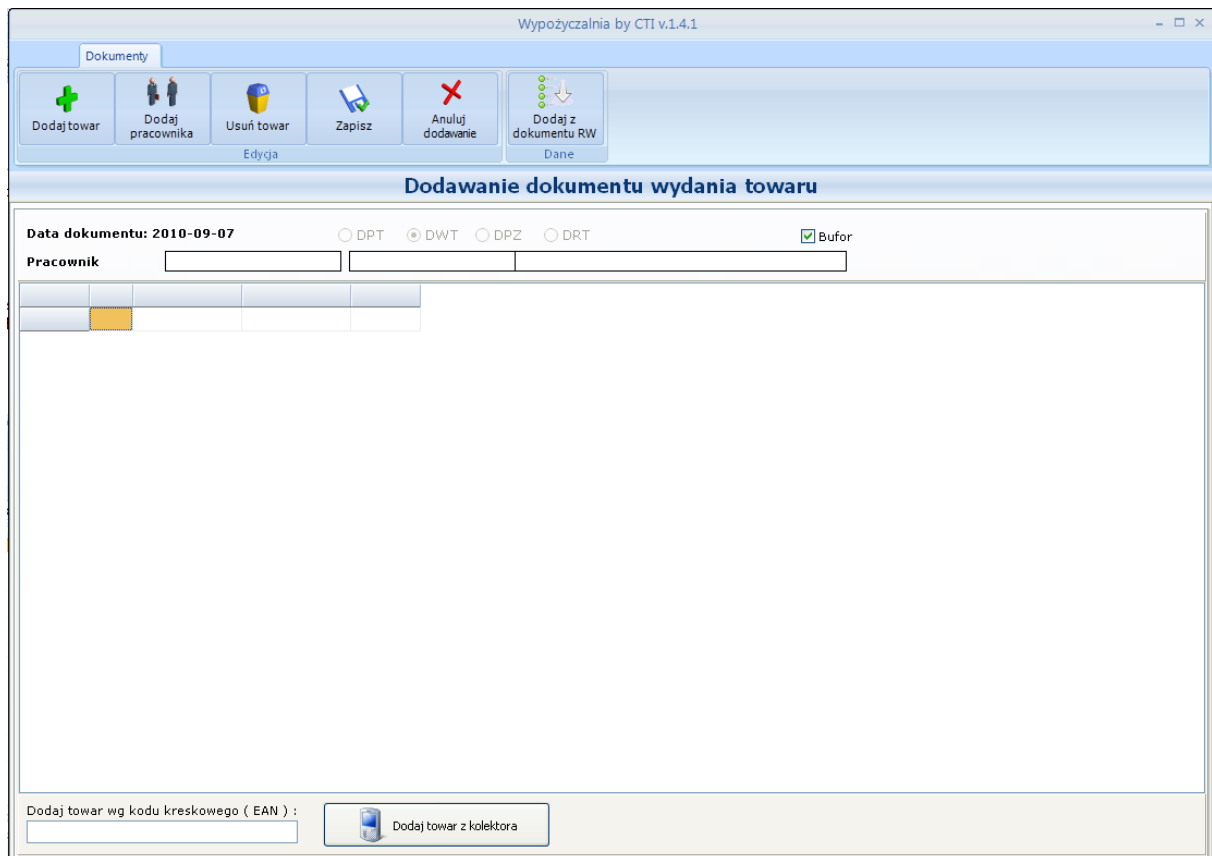 Wypożyczalnia by CTI v.1.4.1
Dokumenty
Dodaj towar
Dodaj
pracownika
Usuń towar
Zapisz
Anuluj
dodawanie
Dodaj z
dokumentu RW
Edycja
Dane
Dodawanie dokumentu wydania towaru
Data dokumentu: 2010-09-07
DPT
DWT
DPZ
DRT
Bufor
Pracownik
Dodaj towar wg kodu kreskowego ( EAN ) :
Dodaj towar z kolektora